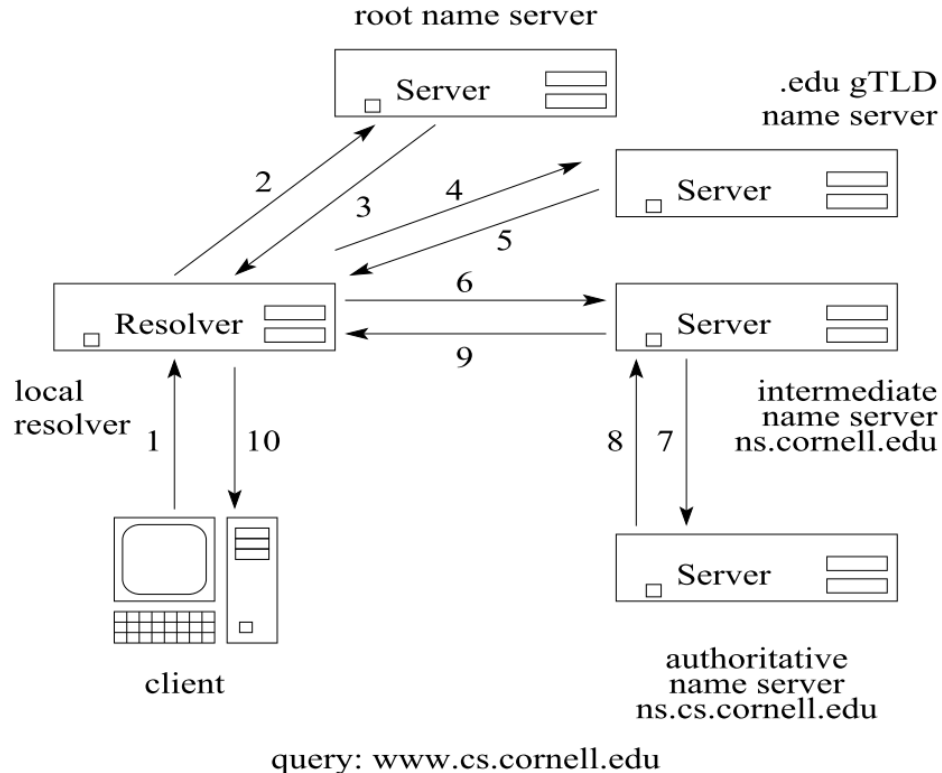 root name server
Server
.edu gTLD
name server
2
3
4
Server
5
6
Resolver
Server
9
local
resolver
1
10
8
7
intermediate
name server
ns.cornell.edu
Server
client
authoritative
name server
ns.cs.cornell.edu
query: www.cs.cornell.edu